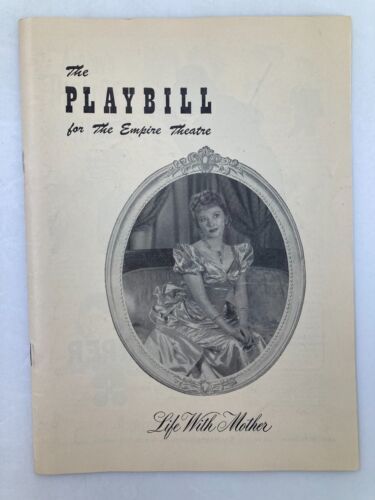 The
PLAYBILL
for The Empire Theatre
Life With Mother